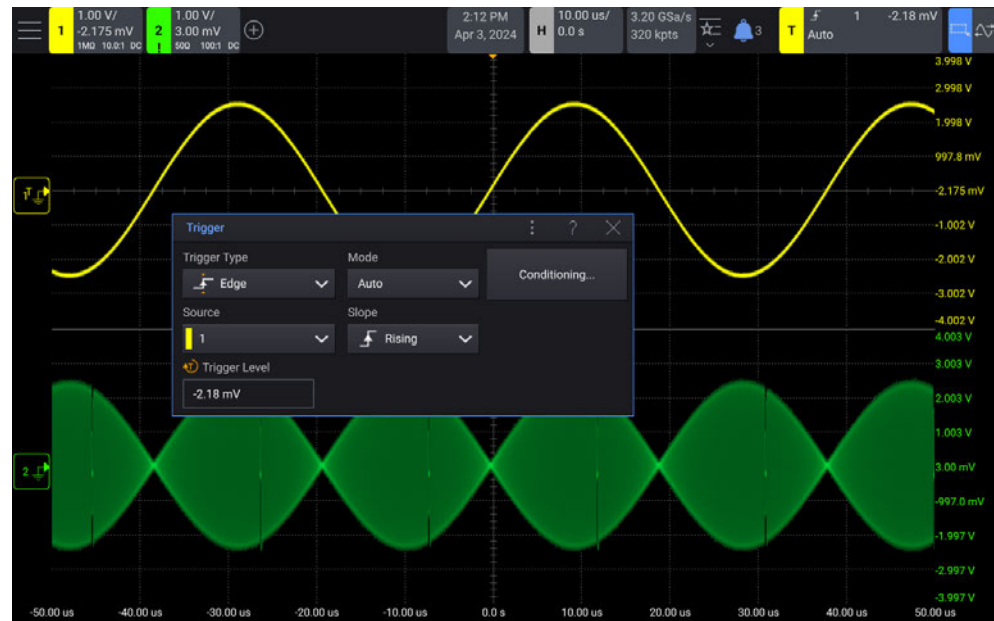 1
1.00 V/
-2.175 mV
1MΩ 10.0:1 DC
2
1.00 V/
3.00 mV
50Ω 100:1 DC
2:12 PM
Apr 3, 2024
H
10.00 us/
0.0 s
3.20 GSa/s
320 kpts
3
T
1
-2.18 mV
Auto
3.998 V
2.998 V
1.998 V
997.8 mV
-2.175 mV
-1.002 V
-2.002 V
-3.002 V
-4.002 V
1T
Trigger
?
Trigger Type
Mode
Edge
Auto
Conditioning...
Source
Slope
1
Rising
T
Trigger Level
-2.18 mV
4.003 V
3.003 V
2.003 V
1.003 V
3.00 mV
-997.0 mV
-1.997 V
-2.997 V
-3.997 V
2
-50.00 us
-40.00 us
-30.00 us
-20.00 us
-10.00 us
0.0 s
10.00 us
20.00 us
30.00 us
40.00 us
50.00 us